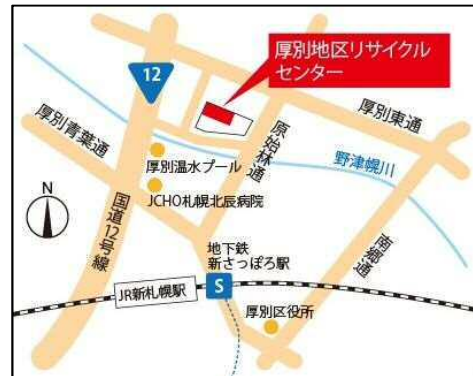 厚別地区リサイクル
センター
12
厚別東通
厚別青葉通
原始林通
野津幌川
厚別温水プール
JCHO札幌北辰病院
N
国道12号線
南郷通
地下鉄
新さっぽろ駅
S
JR新札幌駅
厚別区役所